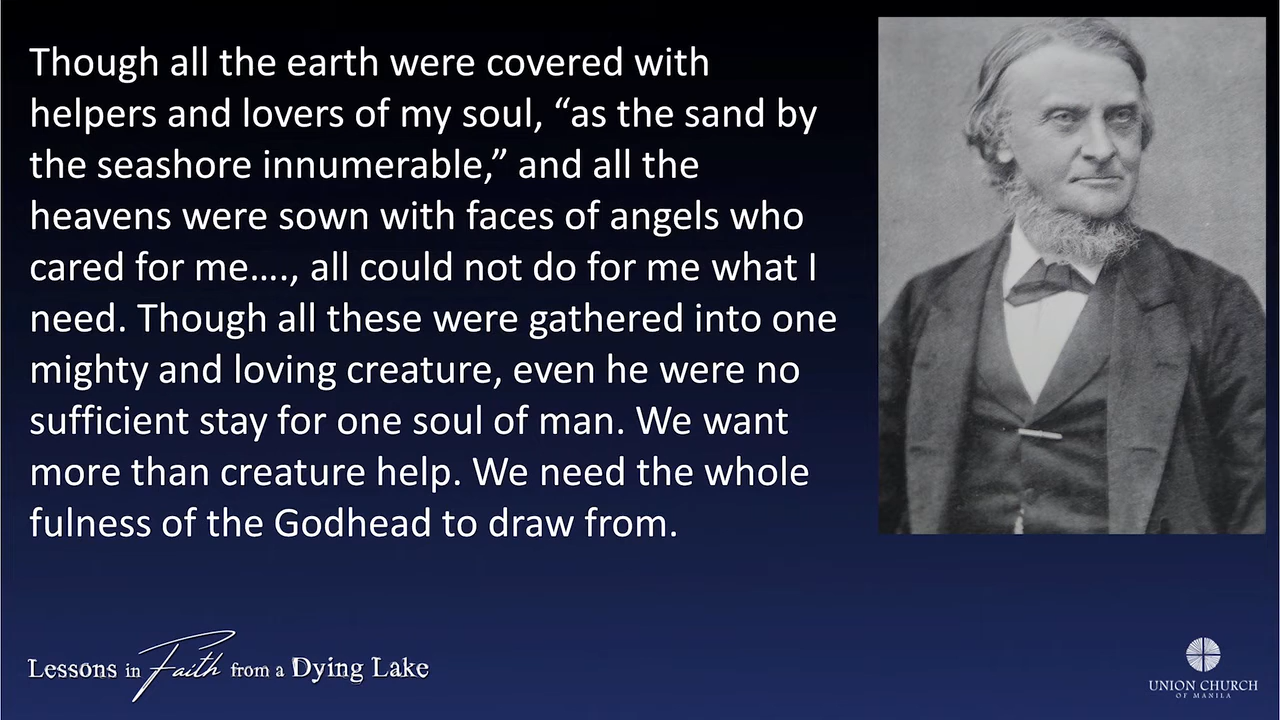 Though all the earth were covered with
helpers and lovers of my soul, “as the sand by
the seashore innumerable,” and all the
heavens were sown with faces of angels who
cared for me…., all could not do for me what I
need. Though all these were gathered into one
mighty and loving creature, even he were no
sufficient stay for one soul of man. We want
more than creature help. We need the whole
fulness of the Godhead to draw from.
Lessons in Faith from a Dying Lake
UNION CHURCH
OF MANILA